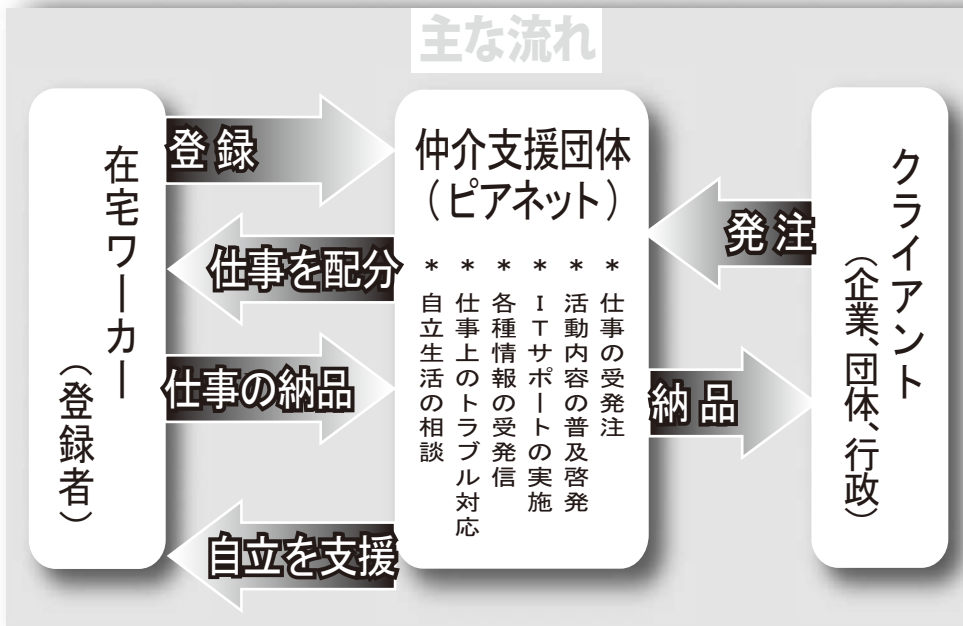 主な流れ
在宅ワーカー
（登録者）
登録
仕事を配分
仕事の納品
自立を支援
仲介支援団体
（ピアネット）
＊ 仕事の受発注
＊ 活動内容の普及啓発
＊ ＩＴサポートの実施
＊ 各種情報の受発信
＊ 仕事上のトラブル対応
＊ 自立生活の相談
発注
納品
クライアント
（企業、団体、行政）